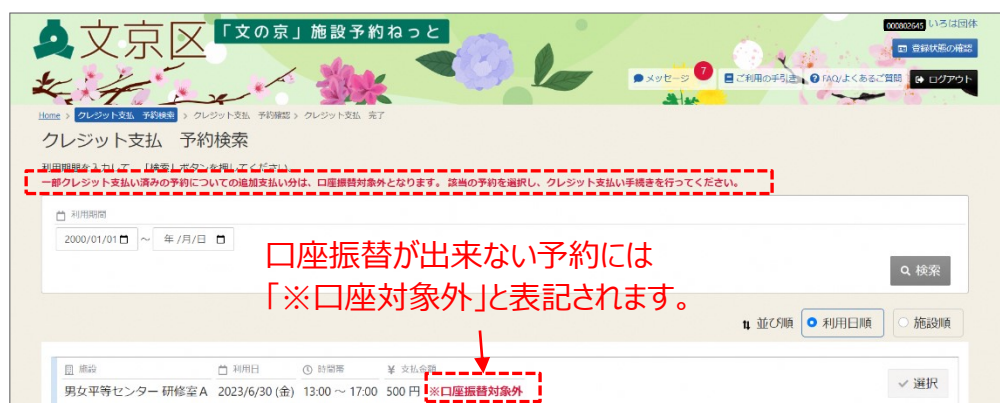 文京区
「文の京」施設予約ねっと
000802645 いろは団体
登録状態の確認
メッセージ 7 ご利用の手引き FAQ/よくあるご質問 ログアウト
Home > クレジット支払 予約検索 > クレジット支払 予約確認 > クレジット支払 完了
クレジット支払 予約検索
利用期間を入力して、「検索」ボタンを押してください。
一部クレジット支払い済みの予約についての追加支払い分は、口座振替対象外となります。 該当の予約を選択し、クレジット支払い手続きを行ってください。
利用期間
2000/01/01 ～ 年 /月/日
口座振替が出来ない予約には
「※口座対象外」と表記されます。
検索
並び順 利用日順 施設順
施設 利用日 時間帯 ¥ 支払金額
男女平等センター 研修室A 2023/6/30 (金) 13:00 ～ 17:00 500 円 ※口座振替対象外
選択